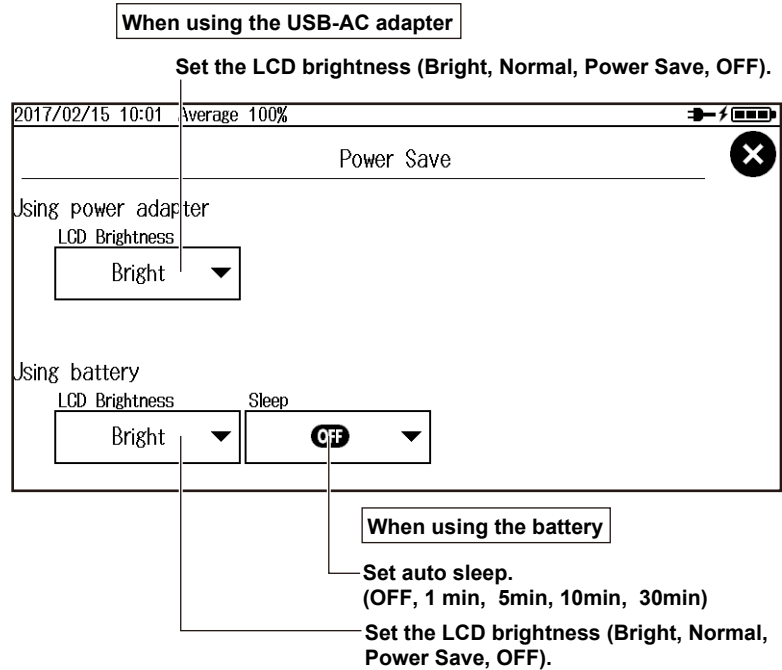 When using the USB-AC adapter
Set the LCD brightness (Bright, Normal, Power Save, OFF).
2017/02/15 10:01 Average 100%
Power Save
Using power adapter
LCD Brightness
Bright
Using battery
LCD Brightness Sleep
Bright OFF
When using the battery
Set auto sleep.
(OFF, 1 min, 5min, 10min, 30min)
Set the LCD brightness (Bright, Normal,
Power Save, OFF).